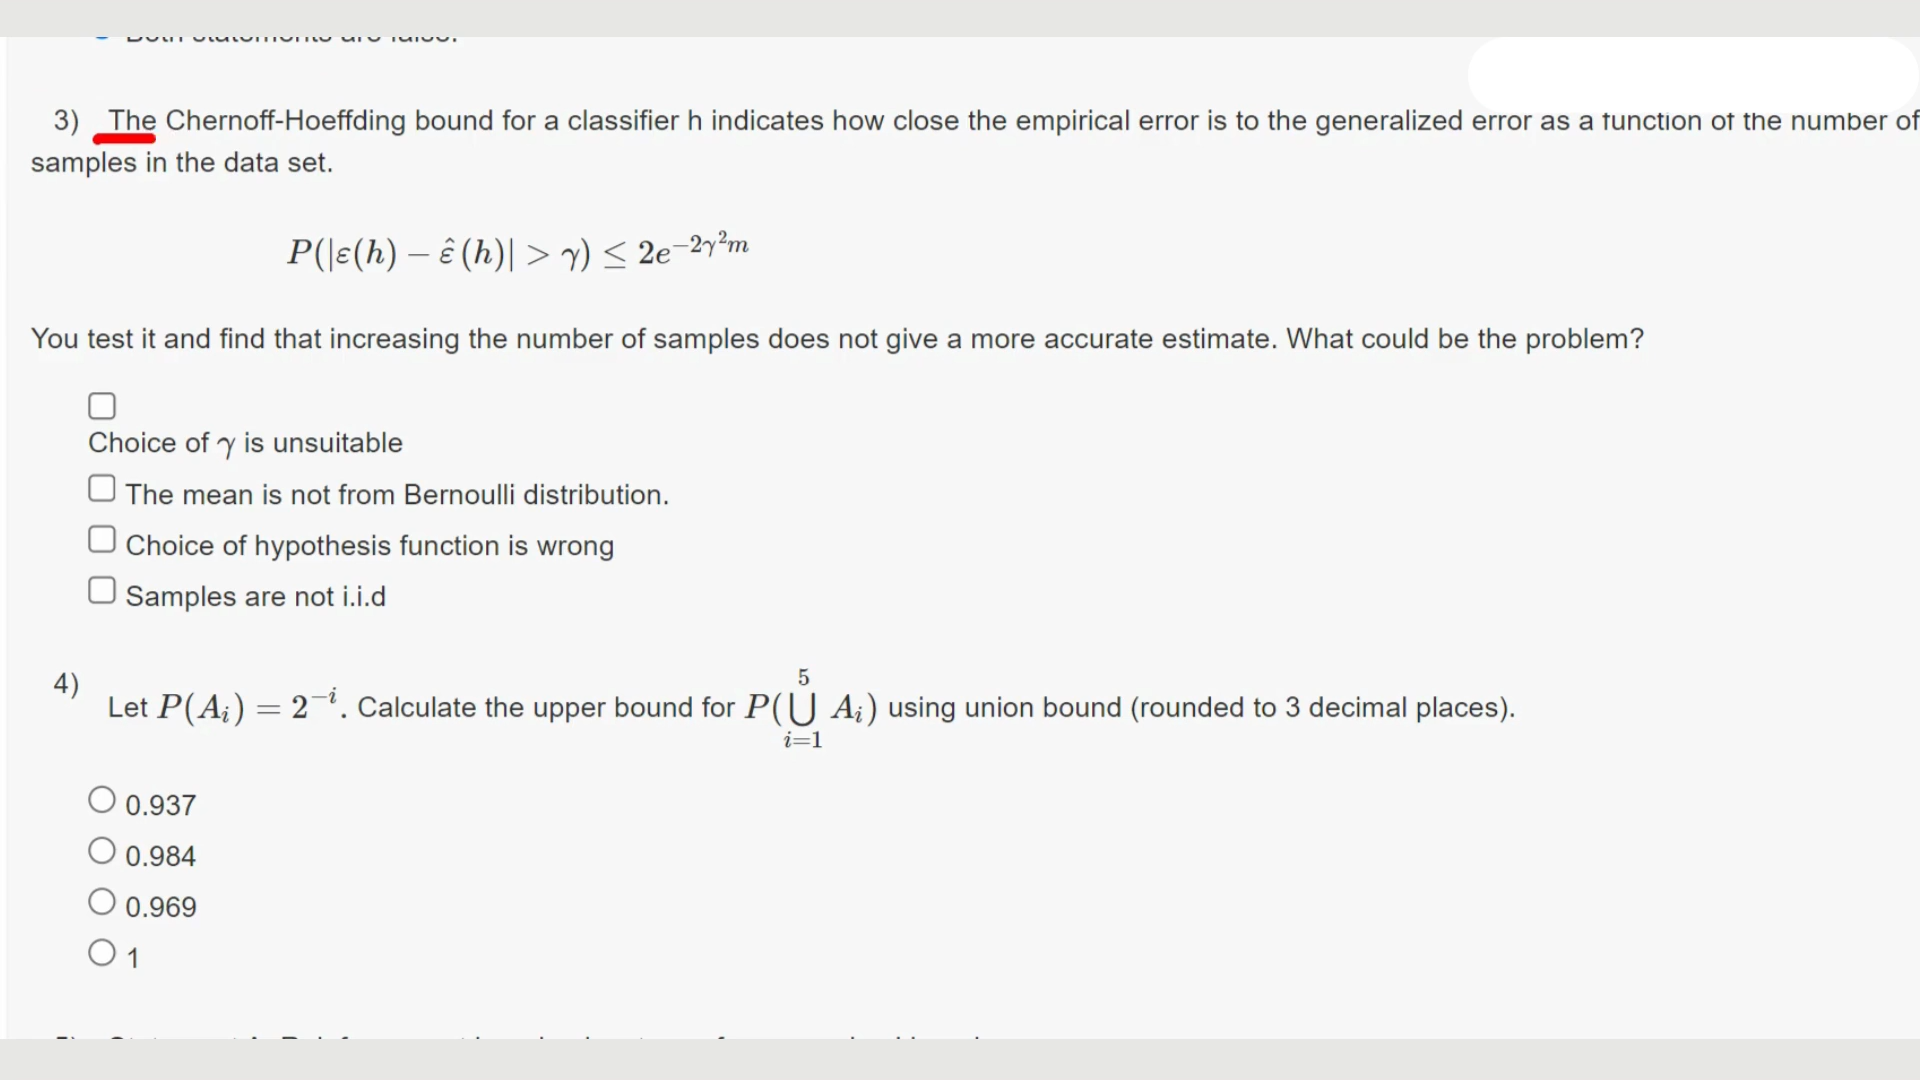 3) The Chernoff-Hoeffding bound for a classifier h indicates how close the empirical error is to the generalized error as a function of the number of
samples in the data set.
P(|ε(h) − ε̂(h)| > γ) ≤ 2e^{−2γ²m}
You test it and find that increasing the number of samples does not give a more accurate estimate. What could be the problem?
Choice of γ is unsuitable
The mean is not from Bernoulli distribution.
Choice of hypothesis function is wrong
Samples are not i.i.d
4)
Let P(Aᵢ) = 2⁻ⁱ. Calculate the upper bound for P(⋃_{i=1}^{5} Aᵢ) using union bound (rounded to 3 decimal places).
0.937
0.984
0.969
1